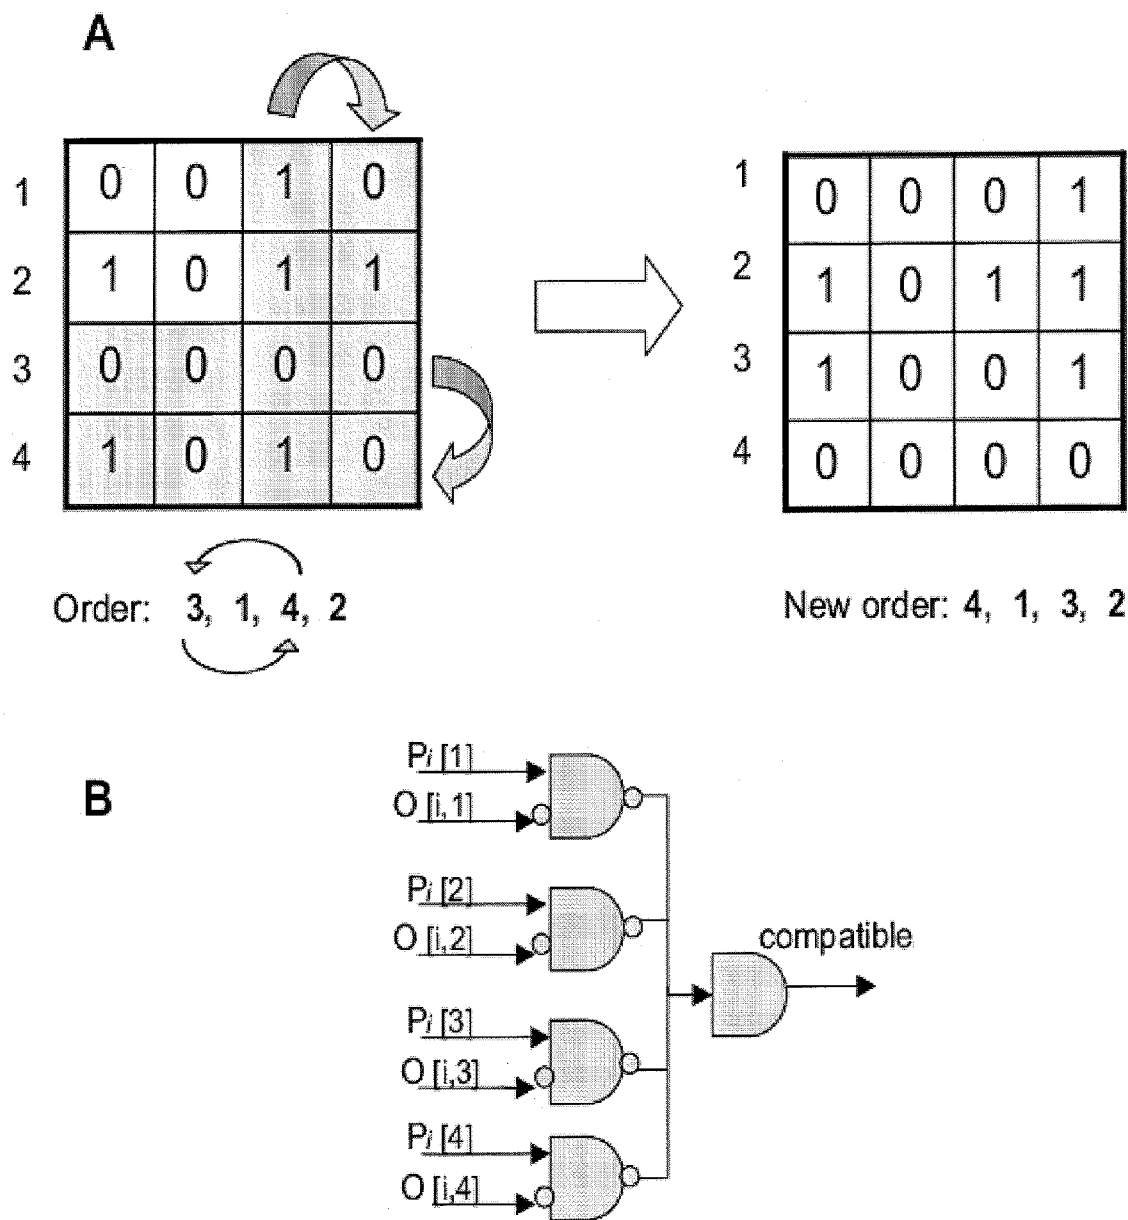 A
1 0 0 1 0
2 1 0 1 1
3 0 0 0 0
4 1 0 1 0
Order: 3, 1, 4, 2
1 0 0 0 1
2 1 0 1 1
3 1 0 0 1
4 0 0 0 0
New order: 4, 1, 3, 2
B
Pi [1]
O [i,1]
Pi [2]
O [i,2]
Pi [3]
O [i,3]
Pi [4]
O [i,4]
compatible